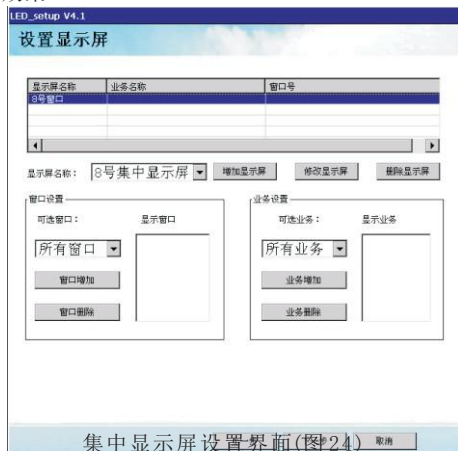 LED_setup V4.1
设置显示屏
显示屏名称 业务名称 窗口号
8号窗口
显示屏名称： 8号集中显示屏 增加显示屏 修改显示屏 删除显示屏
窗口设置 业务设置
可选窗口： 显示窗口 可选业务： 显示业务
所有窗口 所有业务
窗口增加 业务增加
窗口删除 业务删除
集中显示屏设置界面(图24) 取消